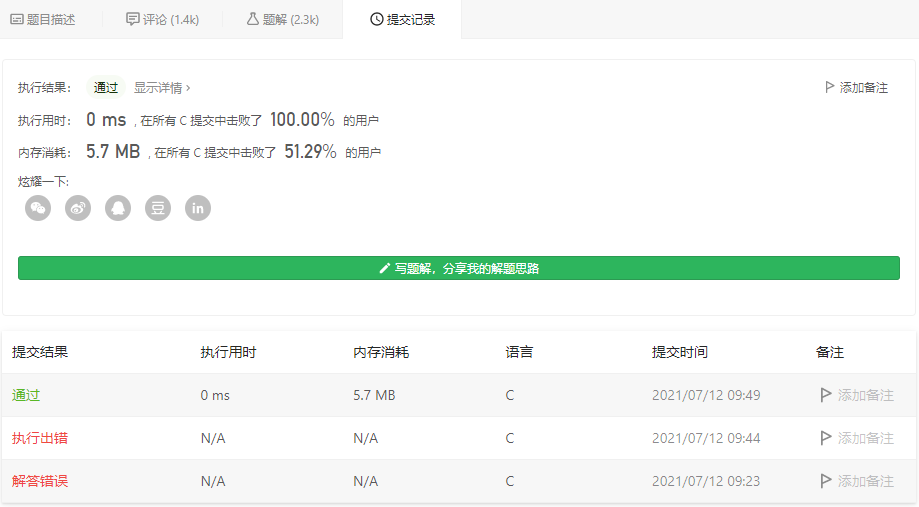 题目描述 评论 (1.4k) 题解 (2.3k) 提交记录
执行结果： 通过 显示详情 › 添加备注
执行用时： 0 ms , 在所有 C 提交中击败了 100.00% 的用户
内存消耗： 5.7 MB , 在所有 C 提交中击败了 51.29% 的用户
炫耀一下:
豆 in
写题解，分享我的解题思路
提交结果 执行用时 内存消耗 语言 提交时间 备注
通过 0 ms 5.7 MB C 2021/07/12 09:49 添加备注
执行出错 N/A N/A C 2021/07/12 09:44 添加备注
解答错误 N/A N/A C 2021/07/12 09:23 添加备注